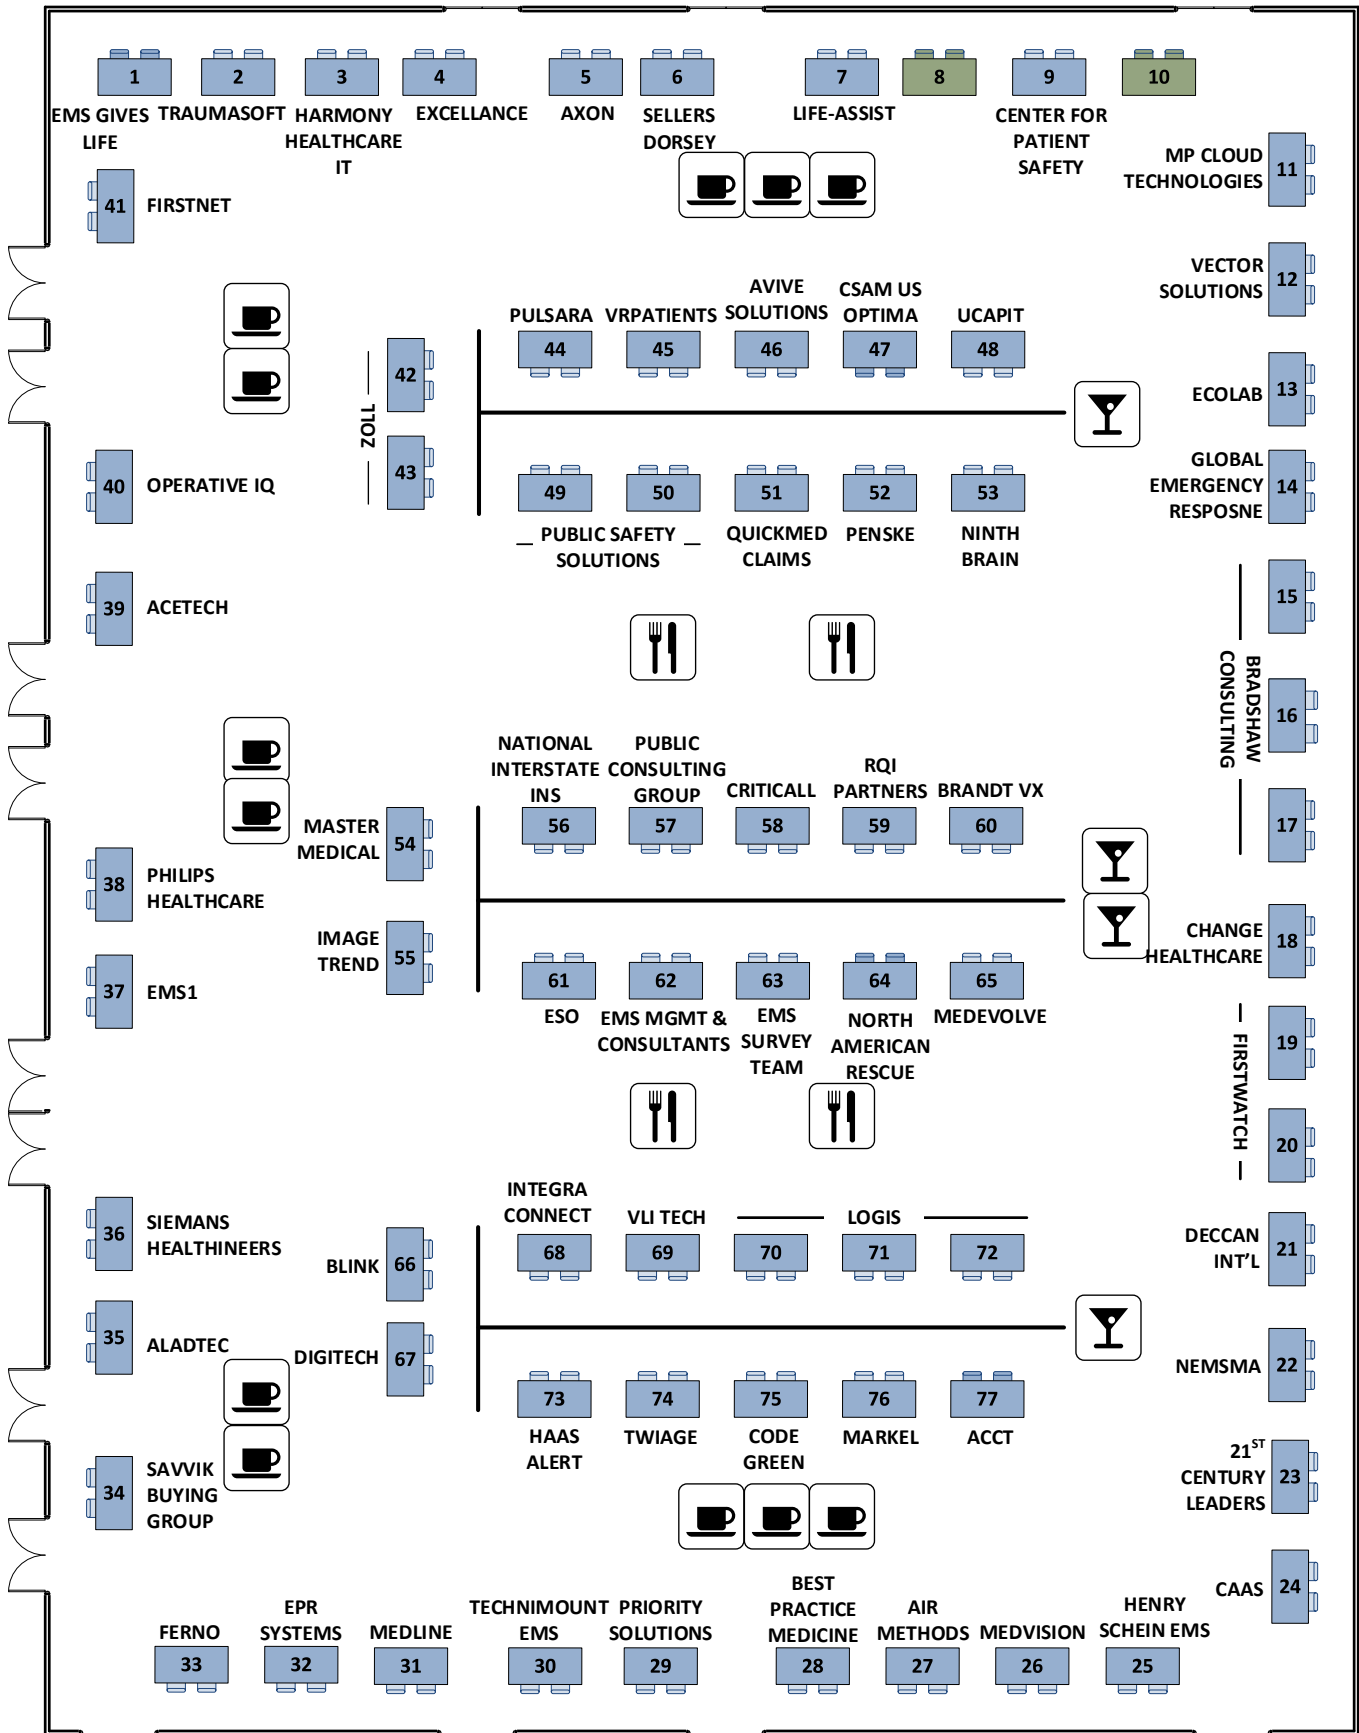 1
2
3
4
5
6
7
8
9
10
EMS GIVES
LIFE
TRAUMASOFT
HARMONY
HEALTHCARE
IT
EXCELLANCE
AXON
SELLERS
DORSEY
LIFE-ASSIST
CENTER FOR
PATIENT
SAFETY
MP CLOUD
TECHNOLOGIES
11
41
FIRSTNET
VECTOR
SOLUTIONS
12
PULSARA
VRPATIENTS
AVIVE
SOLUTIONS
CSAM US
OPTIMA
UCAPIT
44
45
46
47
48
42
ZOLL
43
ECOLAB
13
40
OPERATIVE IQ
GLOBAL
EMERGENCY
RESPOSNE
14
49
50
51
52
53
PUBLIC SAFETY
SOLUTIONS
QUICKMED
CLAIMS
PENSKE
NINTH
BRAIN
39
ACETECH
15
BRADSHAW
CONSULTING
16
17
NATIONAL
INTERSTATE
INS
PUBLIC
CONSULTING
GROUP
CRITICALL
RQI
PARTNERS
BRANDT VX
56
57
58
59
60
MASTER
MEDICAL
54
38
PHILIPS
HEALTHCARE
IMAGE
TREND
55
CHANGE
HEALTHCARE
18
37
EMS1
61
62
63
64
65
ESO
EMS MGMT &
CONSULTANTS
EMS
SURVEY
TEAM
NORTH
AMERICAN
RESCUE
MEDEVOLVE
19
FIRSTWATCH
20
INTEGRA
CONNECT
VLI TECH
LOGIS
68
69
70
71
72
36
SIEMANS
HEALTHINEERS
BLINK
66
DECCAN
INT’L
21
35
ALADTEC
DIGITECH
67
NEMSMA
22
73
74
75
76
77
HAAS
ALERT
TWIAGE
CODE
GREEN
MARKEL
ACCT
34
SAVVIK
BUYING
GROUP
21ST
CENTURY
LEADERS
23
CAAS
24
FERNO
EPR
SYSTEMS
MEDLINE
TECHNIMOUNT
EMS
PRIORITY
SOLUTIONS
BEST
PRACTICE
MEDICINE
AIR
METHODS
MEDVISION
HENRY
SCHEIN EMS
33
32
31
30
29
28
27
26
25